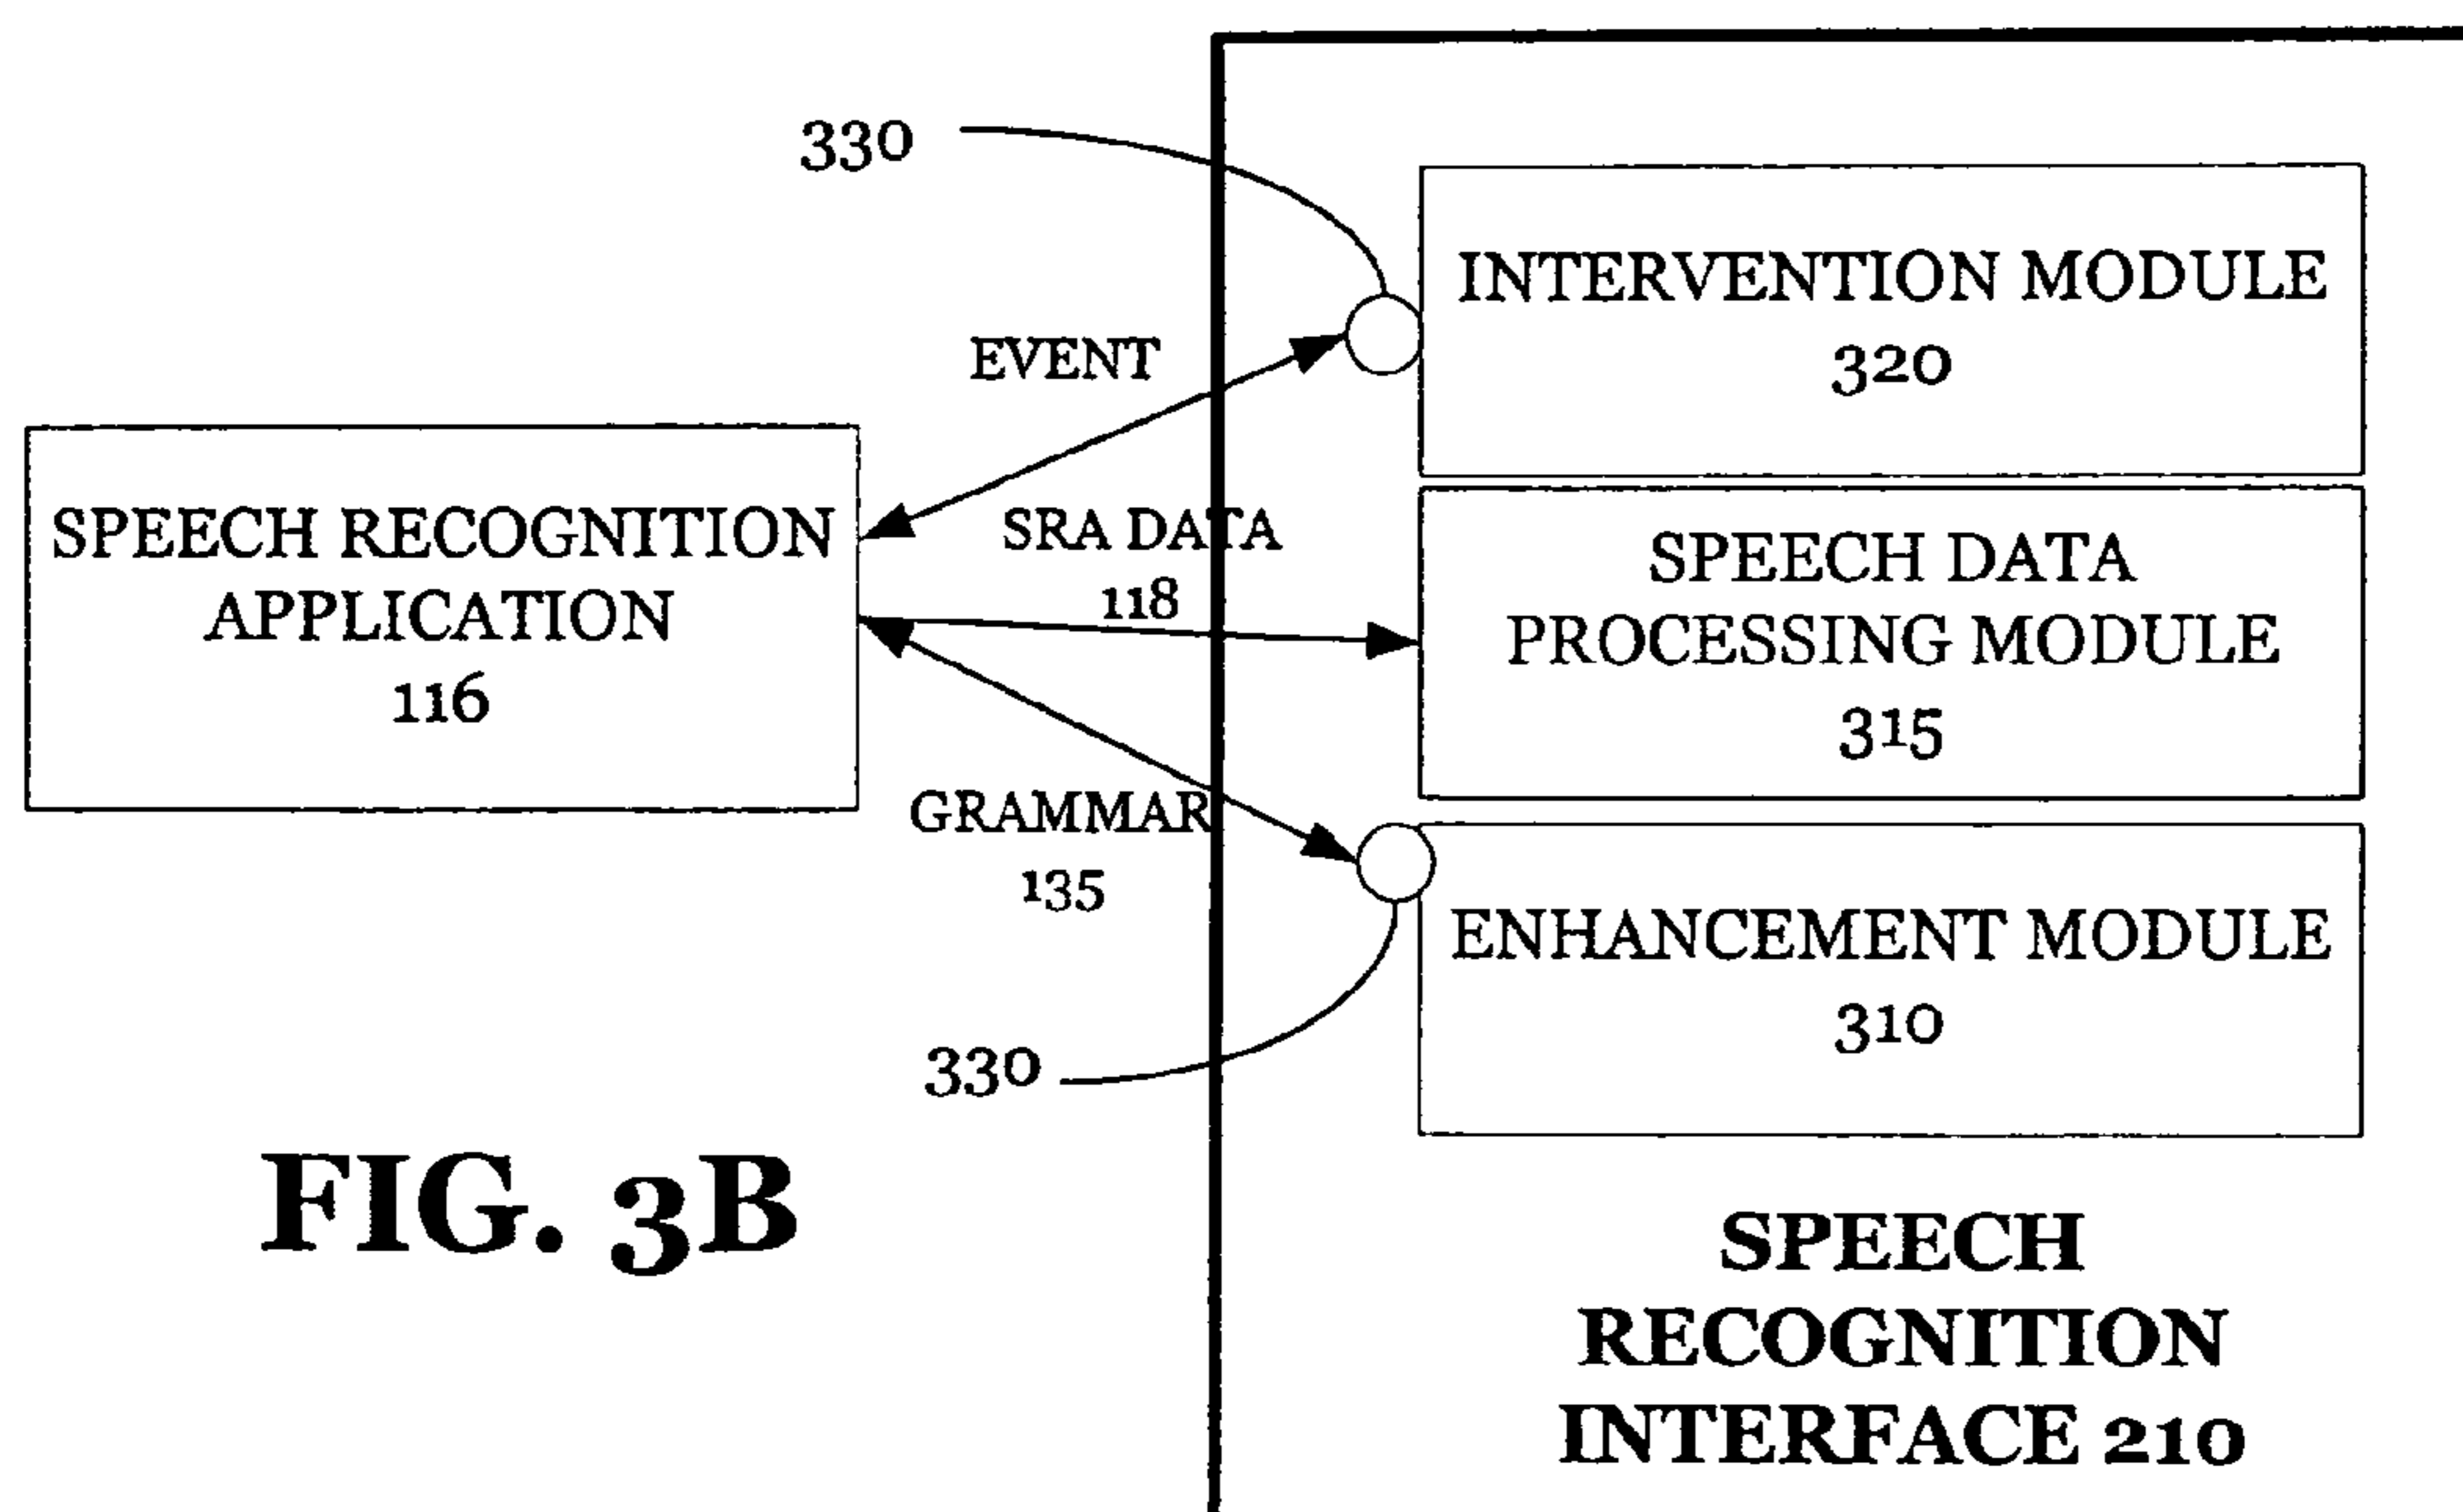 330
INTERVENTION MODULE
320
EVENT
SPEECH RECOGNITION
APPLICATION
116
SRA DATA
118
SPEECH DATA
PROCESSING MODULE
315
GRAMMAR
135
ENHANCEMENT MODULE
310
330
FIG. 3B
SPEECH
RECOGNITION
INTERFACE 210